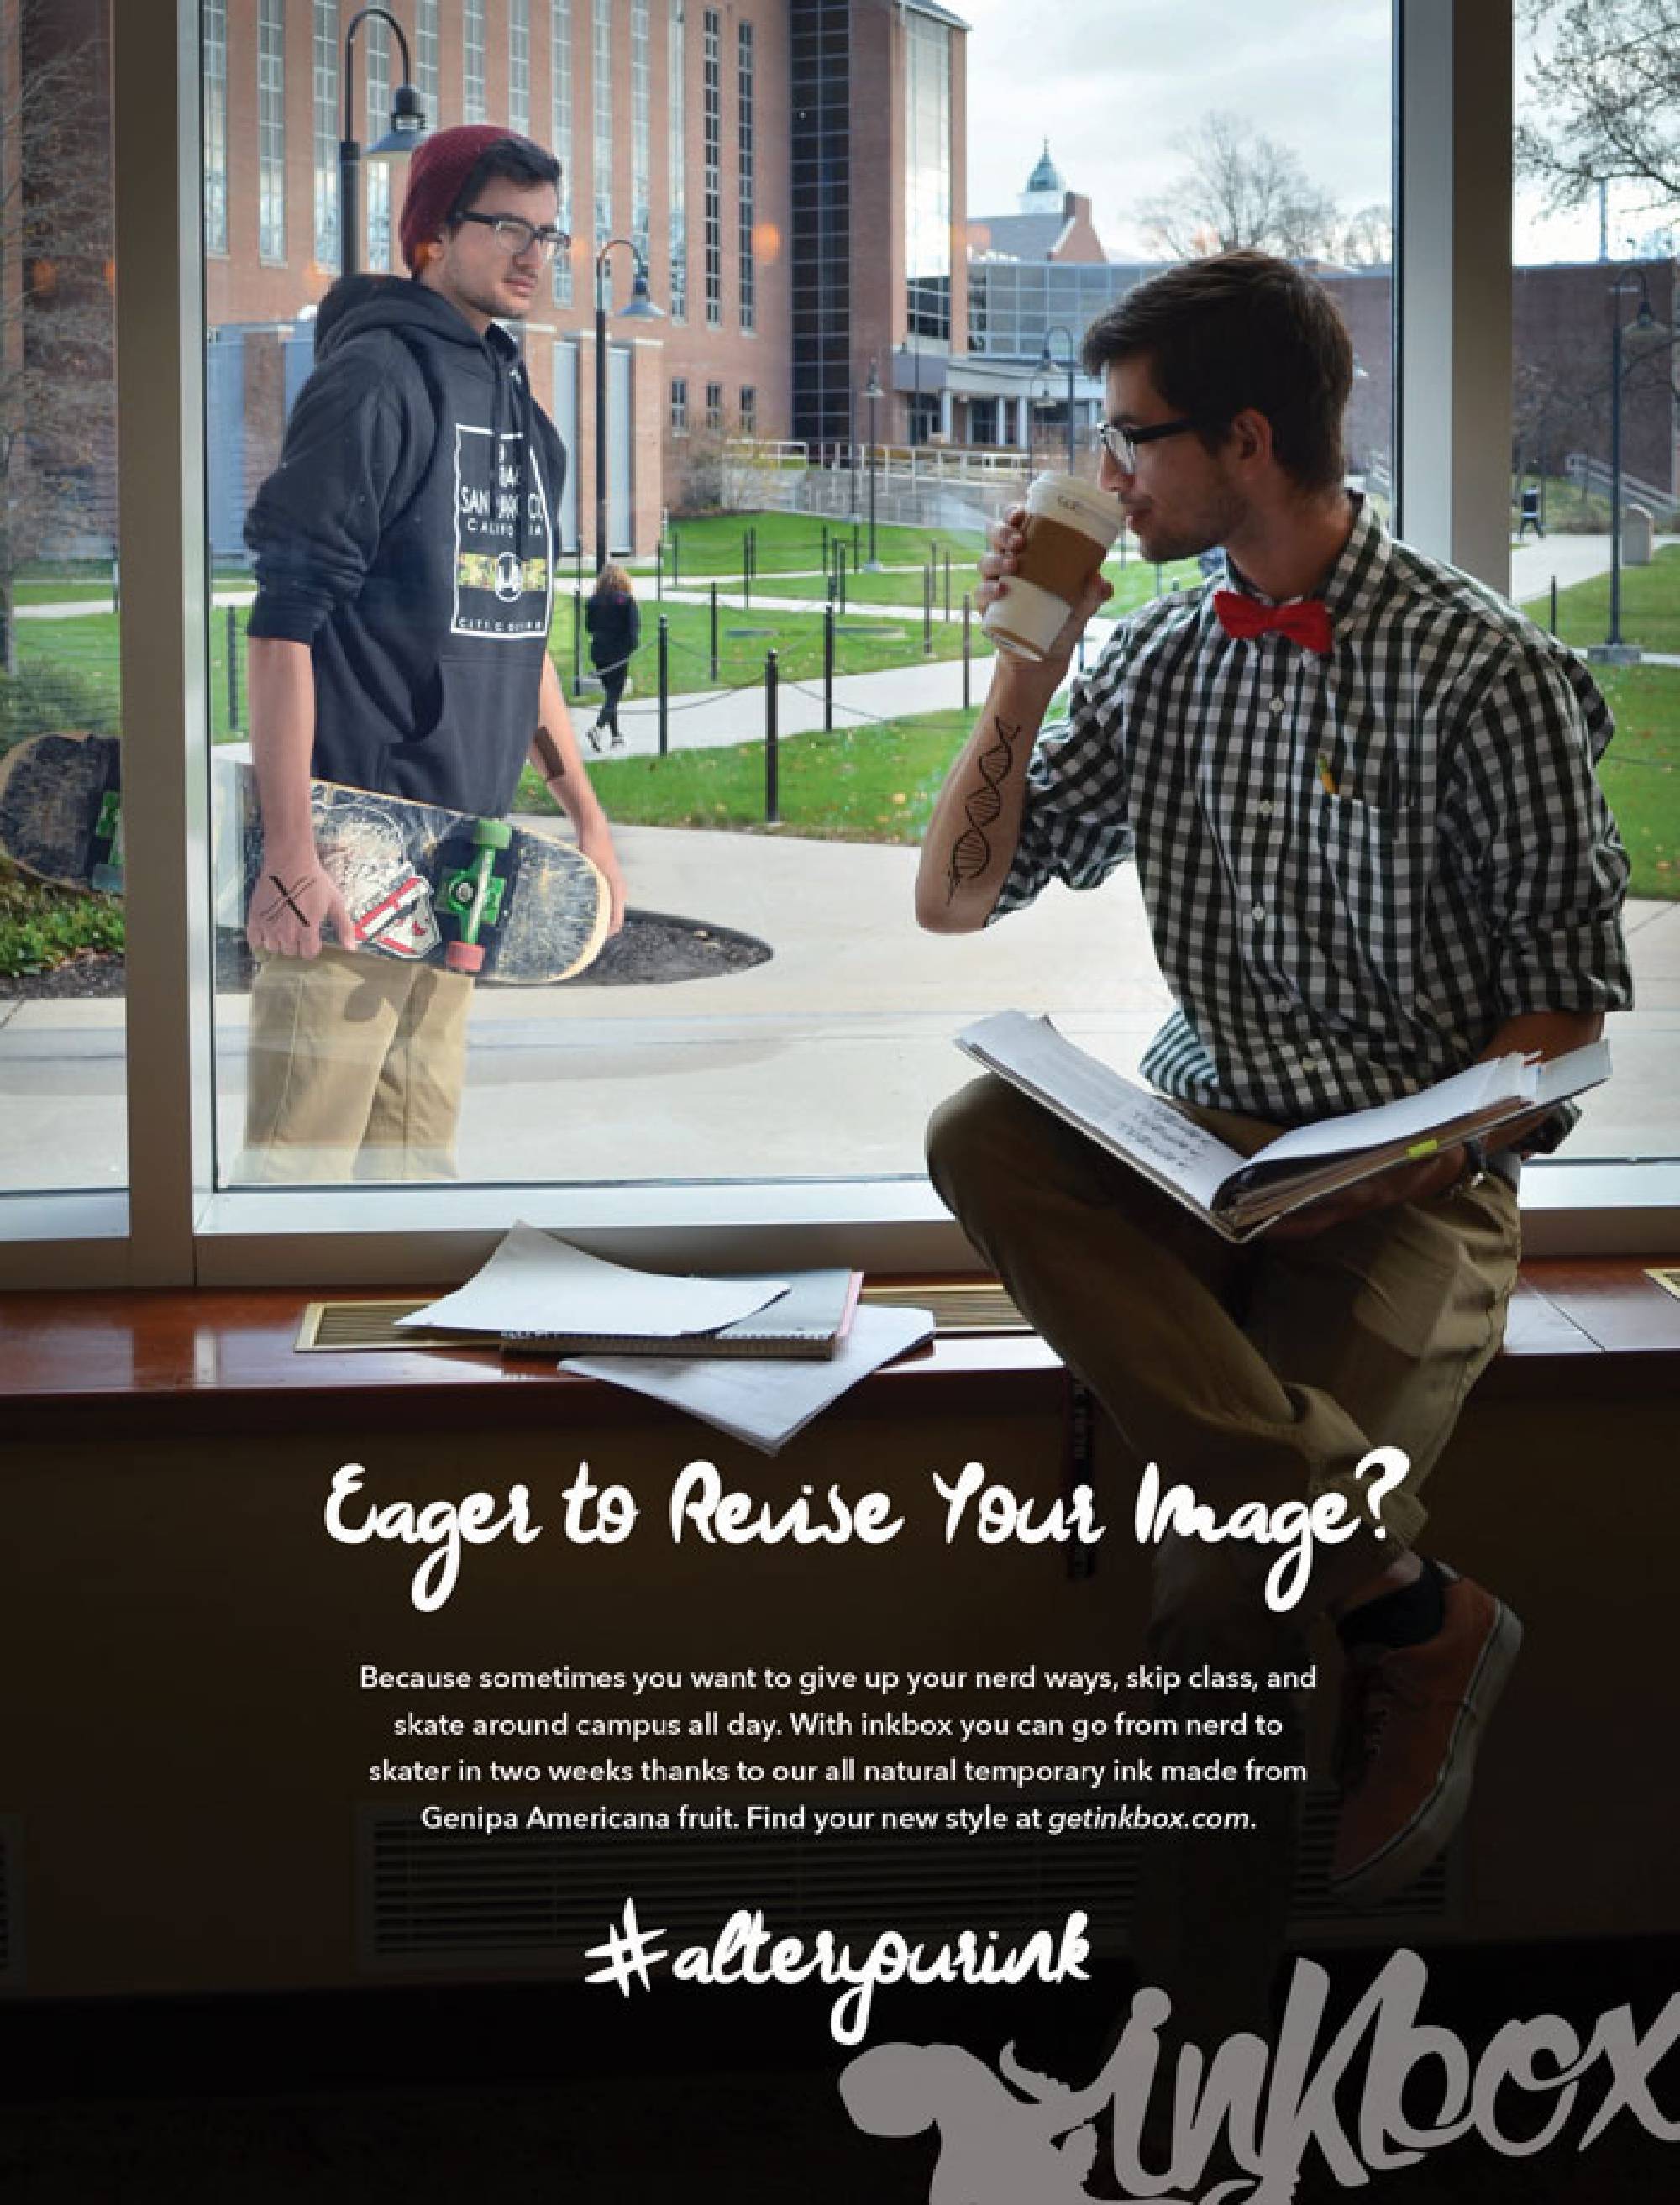 SAN
CALIFORNIA
Eager to Revise Your Image?
Because sometimes you want to give up your nerd ways, skip class, and
skate around campus all day. With inkbox you can go from nerd to
skater in two weeks thanks to our all natural temporary ink made from
Genipa Americana fruit. Find your new style at getinkbox.com.
#alteryourink
inkbox